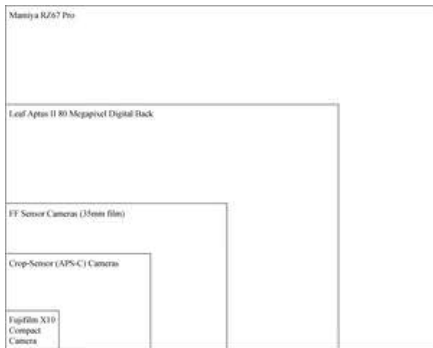 Mamiya RZ67 Pro
Leaf Aptus II 80 Megapixel Digital Back
FF Sensor Cameras (35mm film)
Crop-Sensor (APS-C) Cameras
Fujifilm X10
Compact
Camera